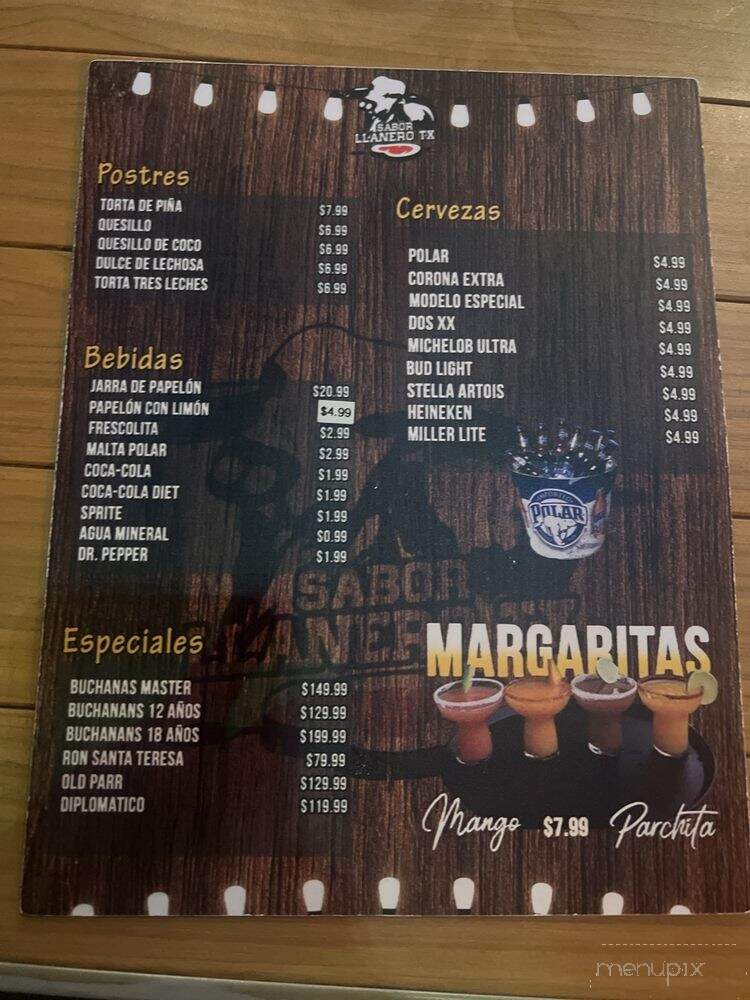 SABOR
LLANERO TX
Postres
TORTA DE PIÑA $7.99
QUESILLO $6.99
QUESILLO DE COCO $6.99
DULCE DE LECHOSA $6.99
TORTA TRES LECHES $6.99
Bebidas
JARRA DE PAPELÓN $20.99
PAPELÓN CON LIMÓN $4.99
FRESCOLITA $2.99
MALTA POLAR $2.99
COCA-COLA $1.99
COCA-COLA DIET $1.99
SPRITE $1.99
AGUA MINERAL $0.99
DR. PEPPER $1.99
Especiales
BUCHANAS MASTER $149.99
BUCHANANS 12 AÑOS $129.99
BUCHANANS 18 AÑOS $199.99
RON SANTA TERESA $79.99
OLD PARR $129.99
DIPLOMATICO $119.99
Cervezas
POLAR $4.99
CORONA EXTRA $4.99
MODELO ESPECIAL $4.99
DOS XX $4.99
MICHELOB ULTRA $4.99
BUD LIGHT $4.99
STELLA ARTOIS $4.99
HEINEKEN $4.99
MILLER LITE $4.99
IMPORTED
POLAR
SABOR
LLANERO
MARGARITAS
Mango $7.99 Parchita
menupix